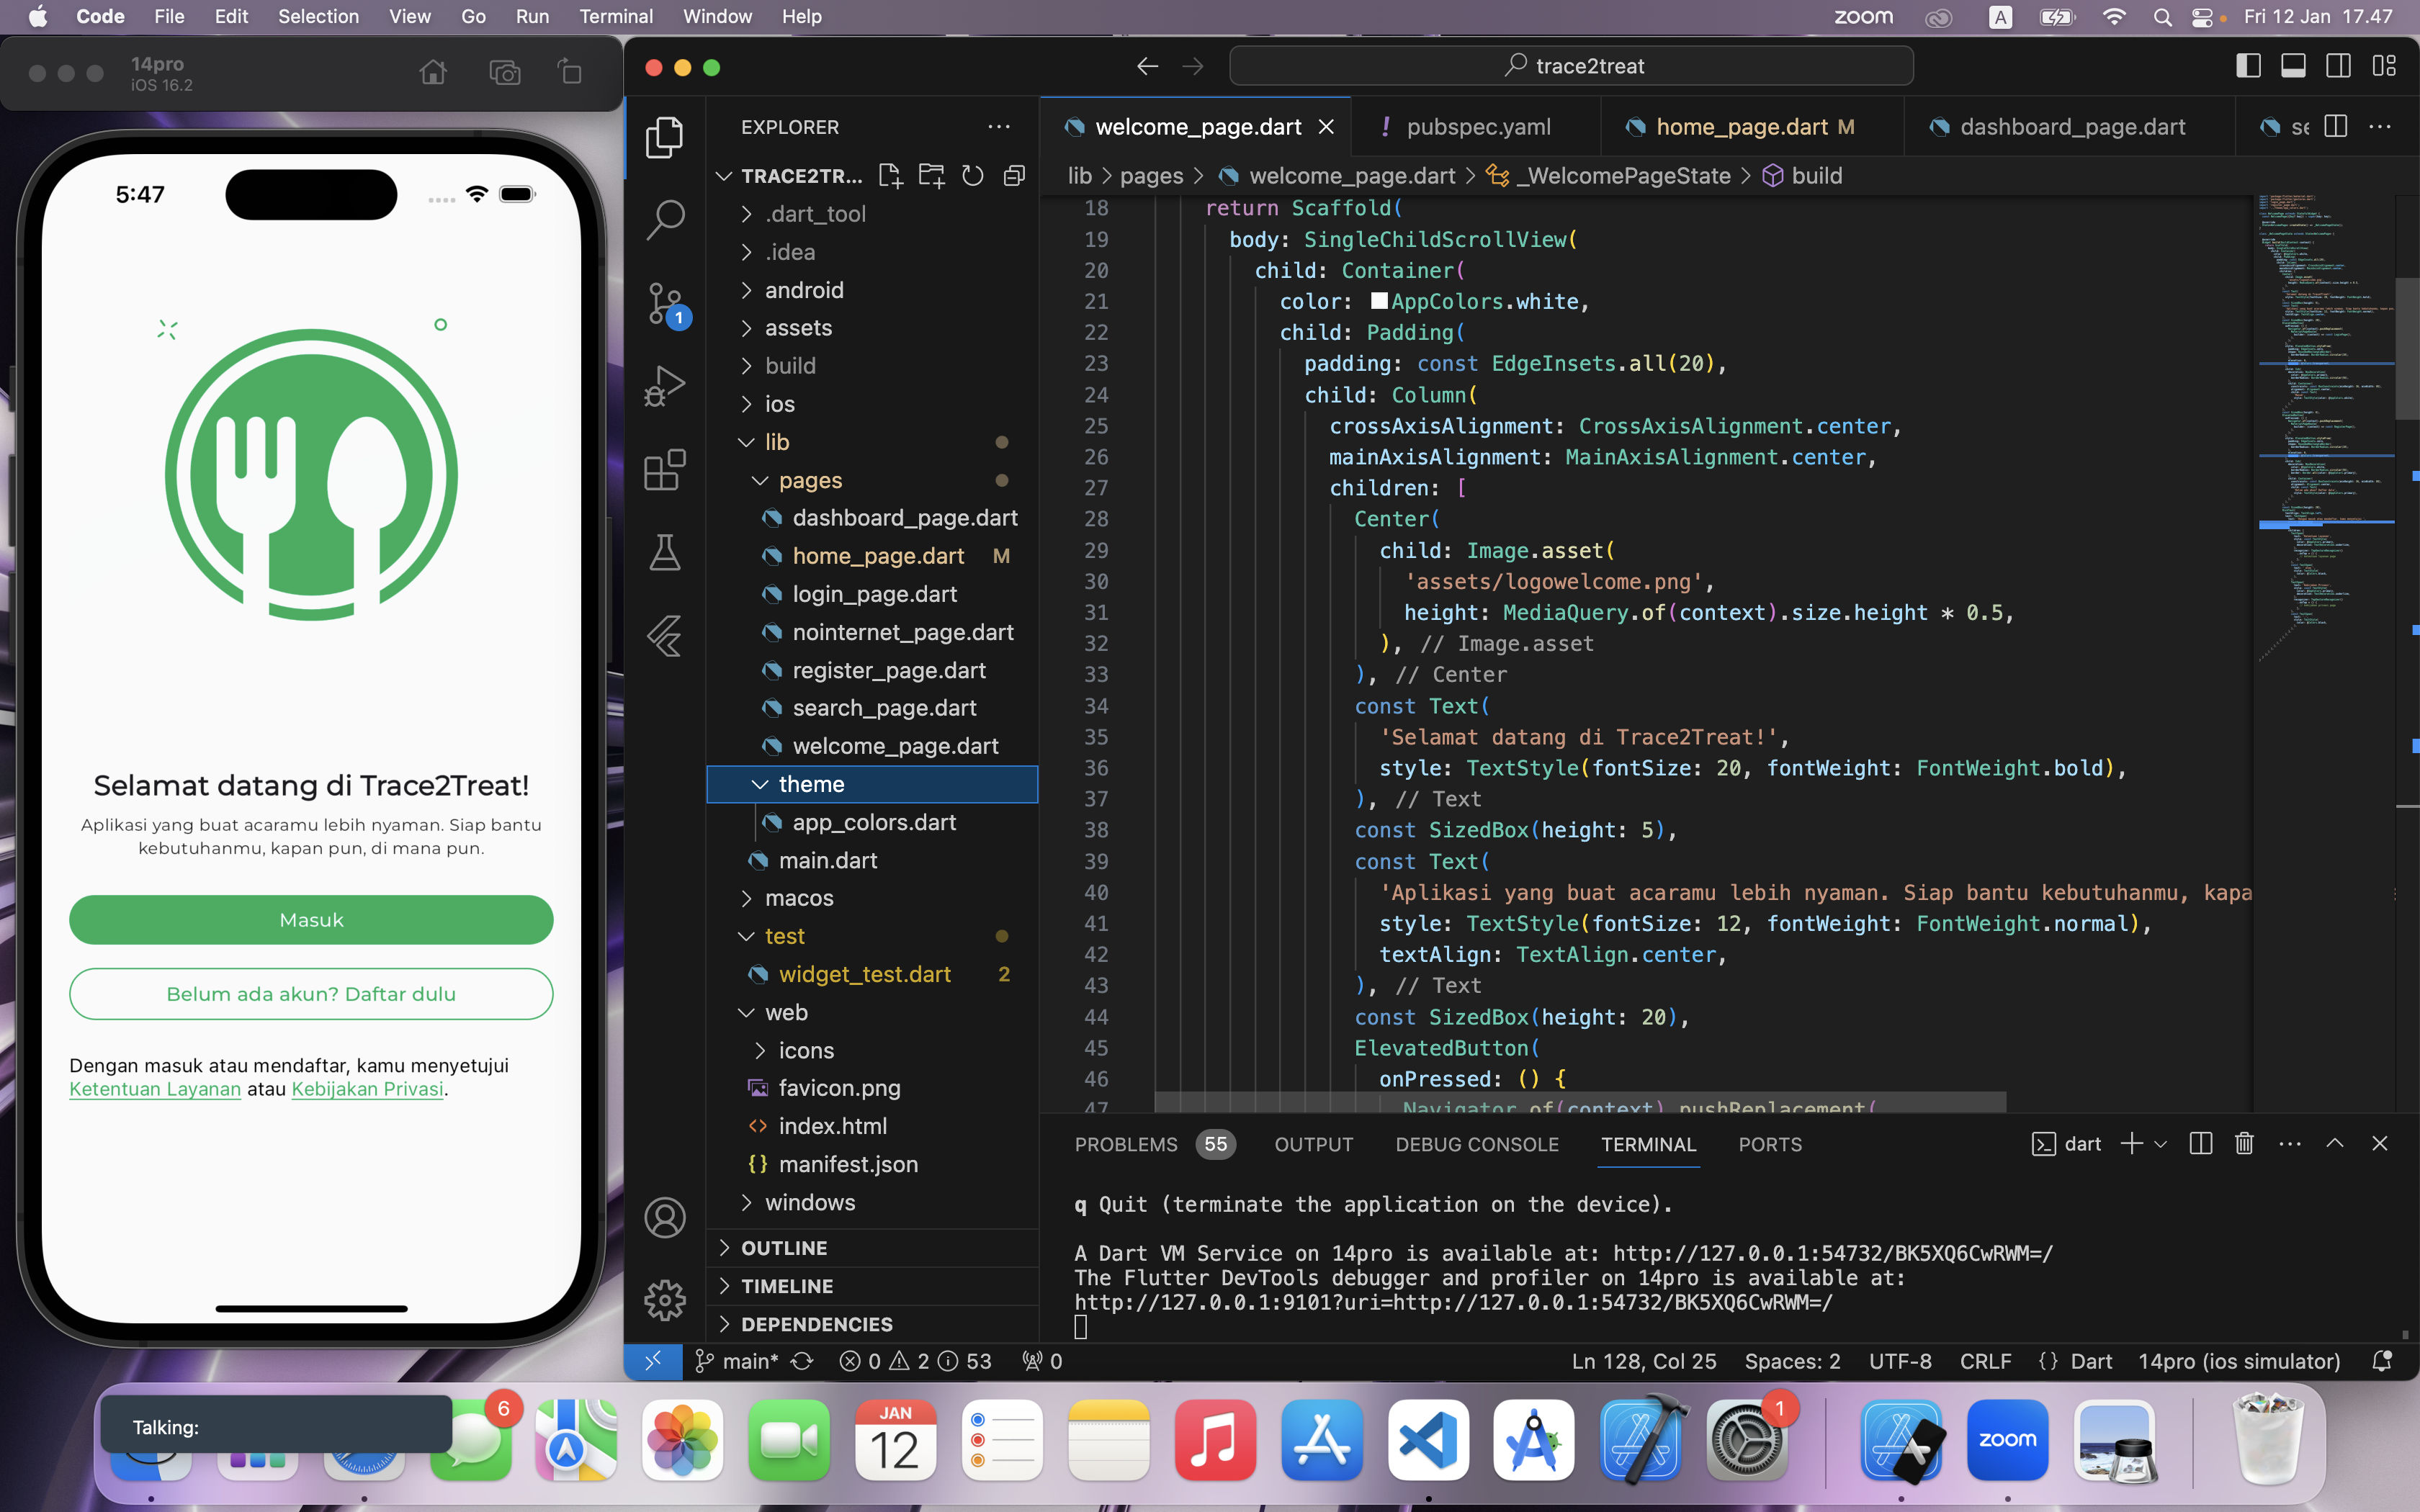 Code File Edit Selection View Go Run Terminal Window Help
zoom A Fri 12 Jan 17.47
14pro
iOS 16.2
5:47
Selamat datang di Trace2Treat!
Aplikasi yang buat acaramu lebih nyaman. Siap bantu
kebutuhanmu, kapan pun, di mana pun.
Masuk
Belum ada akun? Daftar dulu
Dengan masuk atau mendaftar, kamu menyetujui
Ketentuan Layanan atau Kebijakan Privasi.
trace2treat
1
EXPLORER
TRACE2TR...
.dart_tool
.idea
android
assets
build
ios
lib
pages
dashboard_page.dart
home_page.dart M
login_page.dart
nointernet_page.dart
register_page.dart
search_page.dart
welcome_page.dart
theme
app_colors.dart
main.dart
macos
test
widget_test.dart 2
web
icons
favicon.png
index.html
manifest.json
windows
OUTLINE
TIMELINE
DEPENDENCIES
welcome_page.dart pubspec.yaml home_page.dart M dashboard_page.dart se
lib > pages > welcome_page.dart > _WelcomePageState > build
18 return Scaffold(
19 body: SingleChildScrollView(
20 child: Container(
21 color: AppColors.white,
22 child: Padding(
23 padding: const EdgeInsets.all(20),
24 child: Column(
25 crossAxisAlignment: CrossAxisAlignment.center,
26 mainAxisAlignment: MainAxisAlignment.center,
27 children: [
28 Center(
29 child: Image.asset(
30 'assets/logowelcome.png',
31 height: MediaQuery.of(context).size.height * 0.5,
32 ), // Image.asset
33 ), // Center
34 const Text(
35 'Selamat datang di Trace2Treat!',
36 style: TextStyle(fontSize: 20, fontWeight: FontWeight.bold),
37 ), // Text
38 const SizedBox(height: 5),
39 const Text(
40 'Aplikasi yang buat acaramu lebih nyaman. Siap bantu kebutuhanmu, kapa
41 style: TextStyle(fontSize: 12, fontWeight: FontWeight.normal),
42 textAlign: TextAlign.center,
43 ), // Text
44 const SizedBox(height: 20),
45 ElevatedButton(
46 onPressed: () {
47 Navigator.of(context).pushReplacement(
PROBLEMS 55 OUTPUT DEBUG CONSOLE TERMINAL PORTS
dart
q Quit (terminate the application on the device).
A Dart VM Service on 14pro is available at: http://127.0.0.1:54732/BK5XQ6CwRWM=/
The Flutter DevTools debugger and profiler on 14pro is available at:
http://127.0.0.1:9101?uri=http://127.0.0.1:54732/BK5XQ6CwRWM=/
main* 0 2 53 0
Ln 128, Col 25 Spaces: 2 UTF-8 CRLF {} Dart 14pro (ios simulator)
Talking:
6
JAN
12
1
zoom